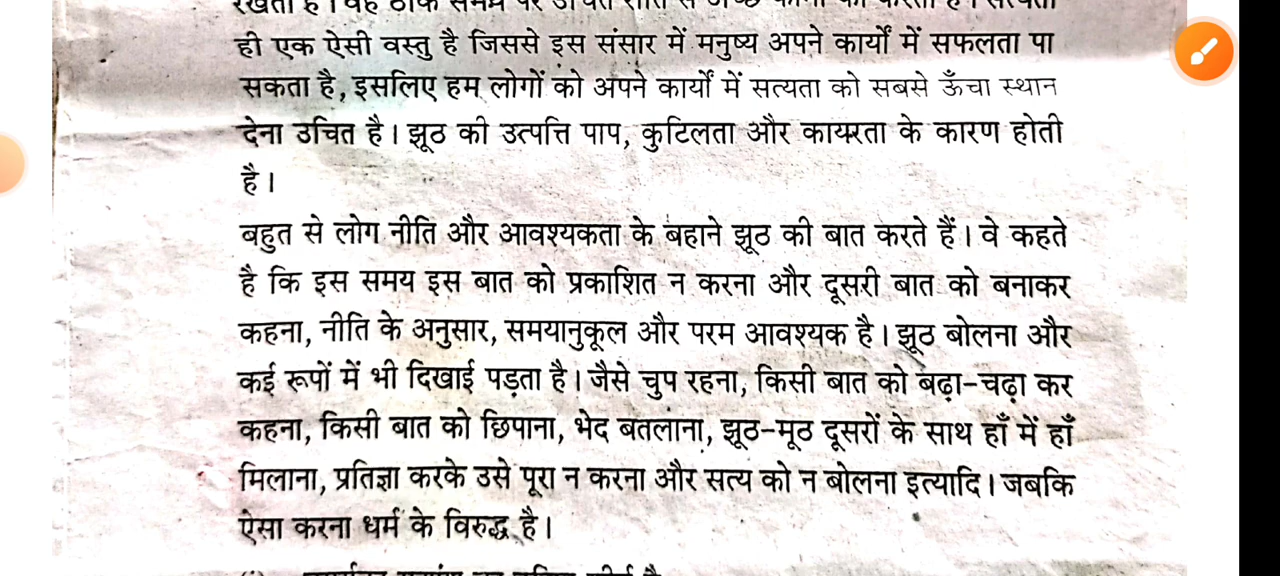 ही एक ऐसी वस्तु है जिससे इस संसार में मनुष्य अपने कार्यों में सफलता पा
सकता है, इसलिए हम लोगों को अपने कार्यों में सत्यता को सबसे ऊँचा स्थान
देना उचित है। झूठ की उत्पत्ति पाप, कुटिलता और कायरता के कारण होती
है।
बहुत से लोग नीति और आवश्यकता के बहाने झूठ की बात करते हैं। वे कहते
है कि इस समय इस बात को प्रकाशित न करना और दूसरी बात को बनाकर
कहना, नीति के अनुसार, समयानुकूल और परम आवश्यक है। झूठ बोलना और
कई रूपों में भी दिखाई पड़ता है। जैसे चुप रहना, किसी बात को बढ़ा-चढ़ा कर
कहना, किसी बात को छिपाना, भेद बतलाना, झूठ-मूठ दूसरों के साथ हाँ में हाँ
मिलाना, प्रतिज्ञा करके उसे पूरा न करना और सत्य को न बोलना इत्यादि। जबकि
ऐसा करना धर्म के विरुद्ध है।